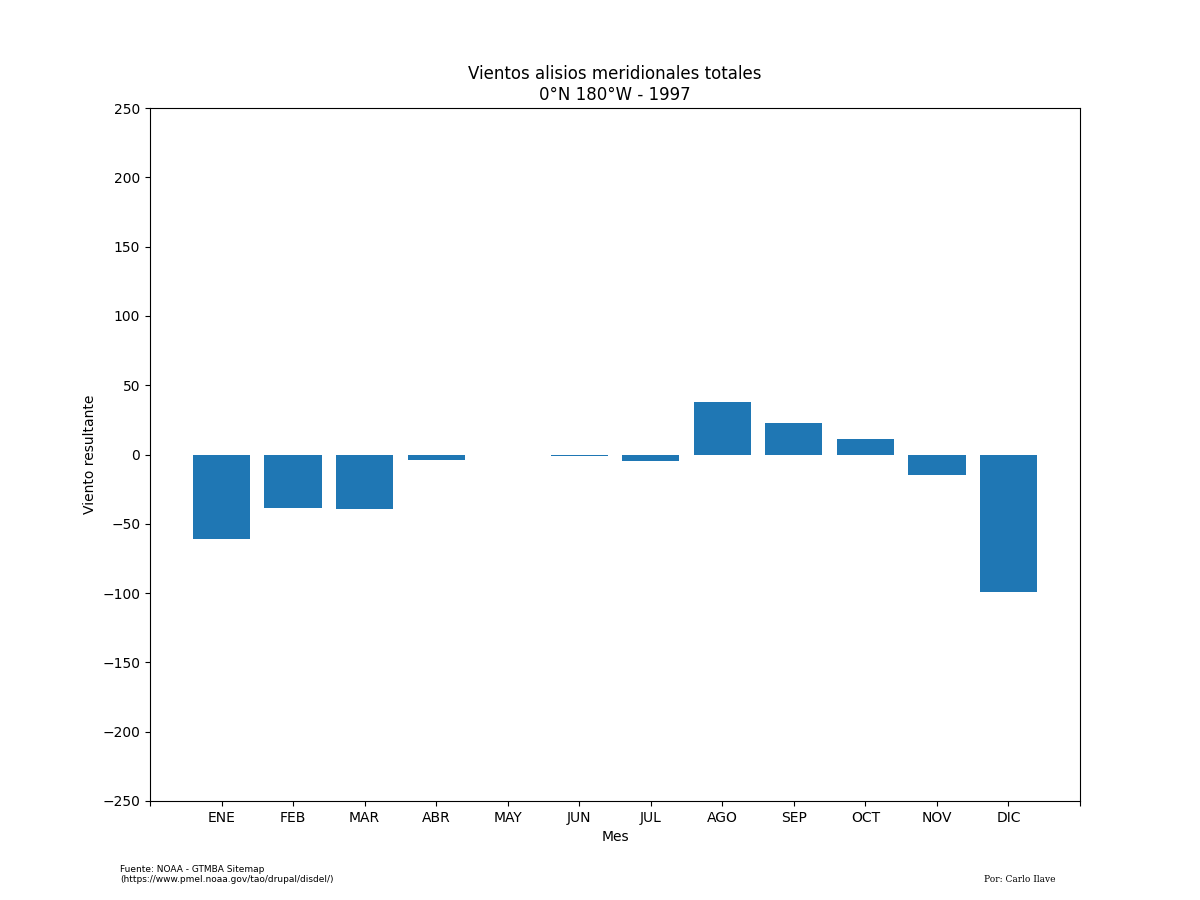 Vientos alisios meridionales totales
0°N 180°W - 1997
250
200
150
100
50
0
−50
−100
−150
−200
−250
Viento resultante
ENE FEB MAR ABR MAY JUN JUL AGO SEP OCT NOV DIC
Mes
Fuente: NOAA - GTMBA Sitemap
(https://www.pmel.noaa.gov/tao/drupal/disdel/)
Por: Carlo Ilave